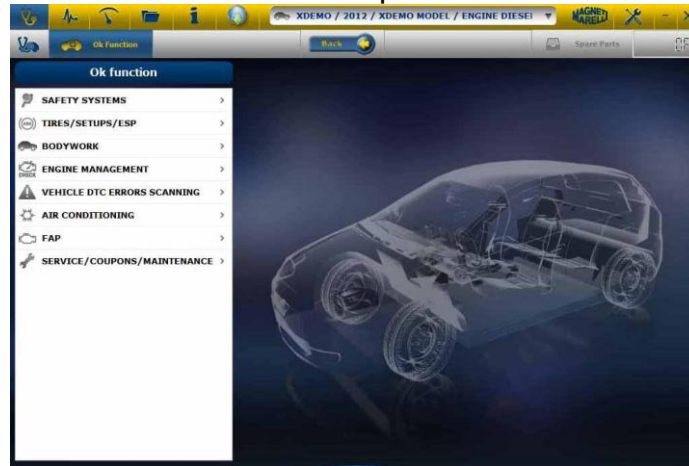 XDEMO / 2012 / XDEMO MODEL / ENGINE DIESEL
MAGNETI MARELLI
Ok function
Back
Spare Parts
Ok function
SAFETY SYSTEMS
TIRES/SETUPS/ESP
BODYWORK
CHECK
ENGINE MANAGEMENT
VEHICLE DTC ERRORS SCANNING
AIR CONDITIONING
FAP
SERVICE/COUPONS/MAINTENANCE